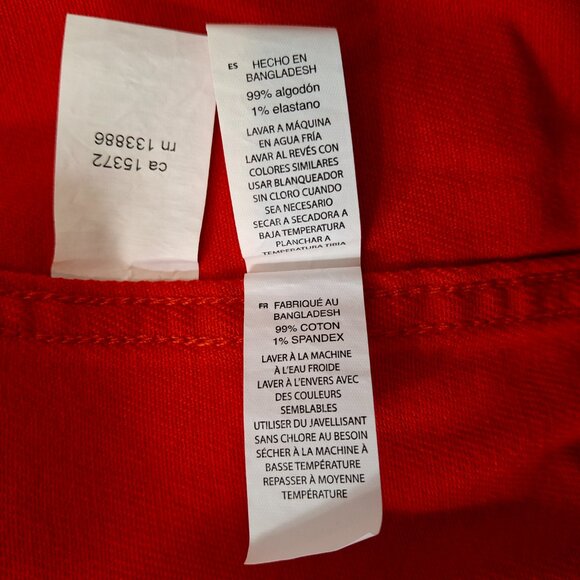 ca 15372
rn 133886
ES HECHO EN
BANGLADESH
99% algodón
1% elastano
LAVAR A MÁQUINA
EN AGUA FRÍA
LAVAR AL REVÉS CON
COLORES SIMILARES
USAR BLANQUEADOR
SIN CLORO CUANDO
SEA NECESARIO
SECAR A SECADORA A
BAJA TEMPERATURA
PLANCHAR A
TEMPERATURA TIBIA
FR FABRIQUÉ AU
BANGLADESH
99% COTON
1% SPANDEX
LAVER À LA MACHINE
À L'EAU FROIDE
LAVER À L'ENVERS AVEC
DES COULEURS
SEMBLABLES
UTILISER DU JAVELLISANT
SANS CHLORE AU BESOIN
SÉCHER À LA MACHINE À
BASSE TEMPÉRATURE
REPASSER À MOYENNE
TEMPÉRATURE